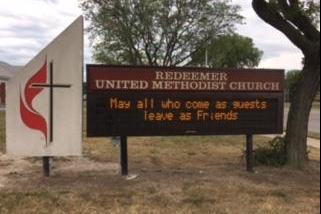 REDEEMER
UNITED METHODIST CHURCH
May all who come as guests
leave as Friends